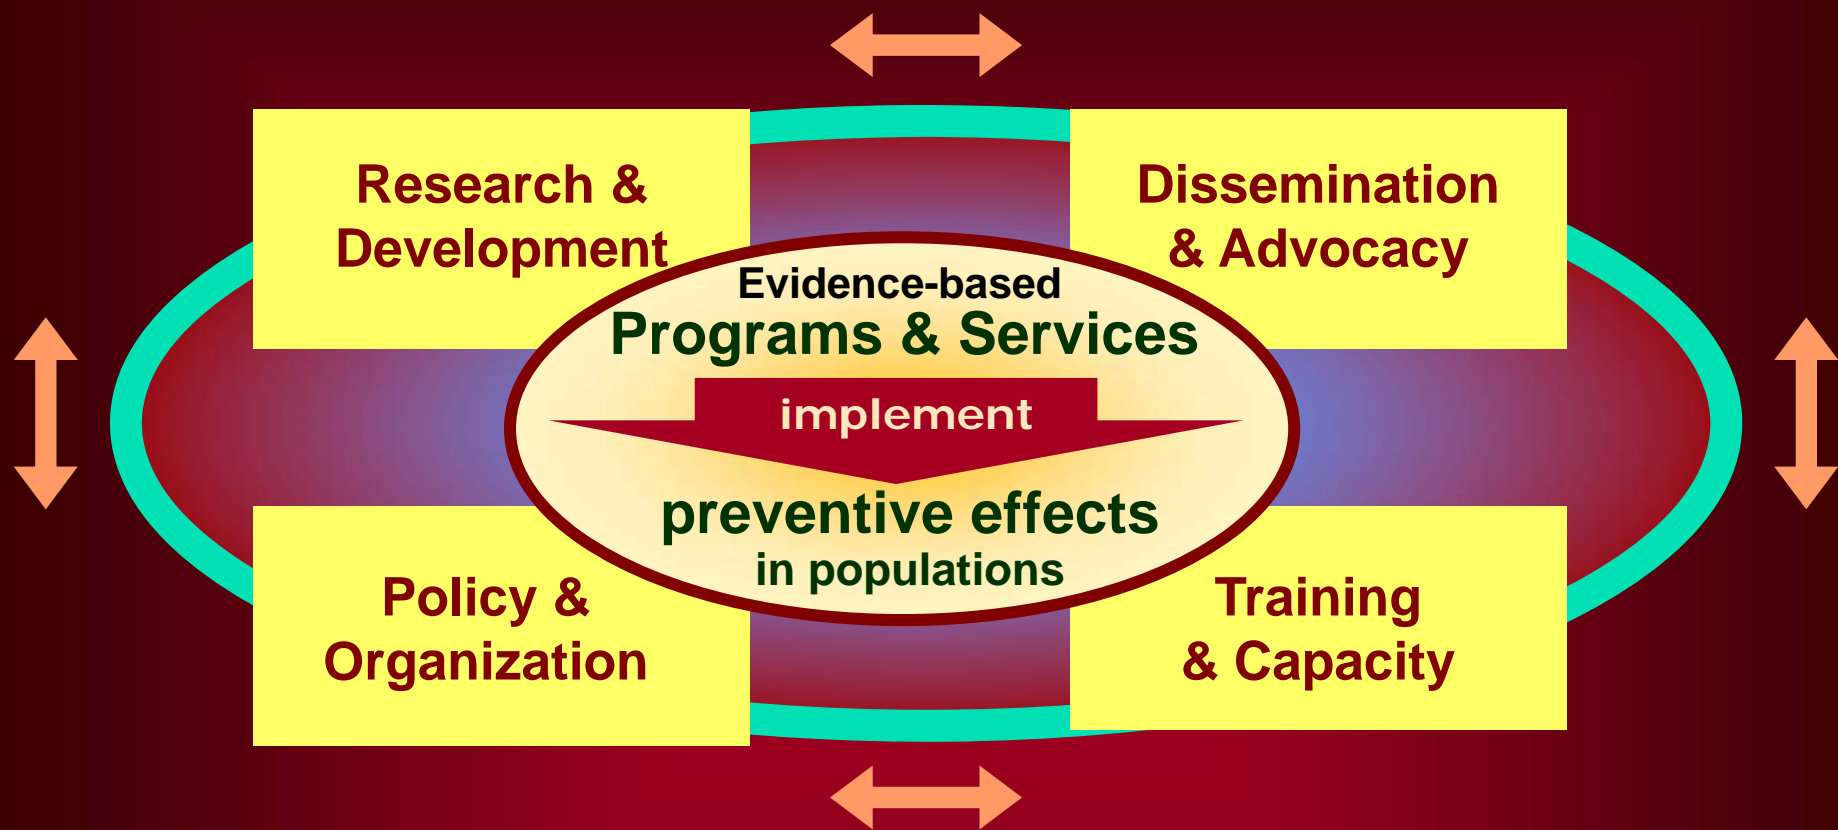 Research &
Development
Dissemination
& Advocacy
Evidence-based
Programs & Services
implement
preventive effects
in populations
Policy &
Organization
Training
& Capacity